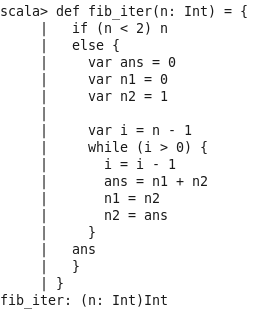 scala> def fib_iter(n: Int) = {
     |   if (n < 2) n
     |   else {
     |     var ans = 0
     |     var n1 = 0
     |     var n2 = 1
     |
     |     var i = n - 1
     |     while (i > 0) {
     |       i = i - 1
     |       ans = n1 + n2
     |       n1 = n2
     |       n2 = ans
     |     }
     |   ans
     |   }
     | }
fib_iter: (n: Int)Int